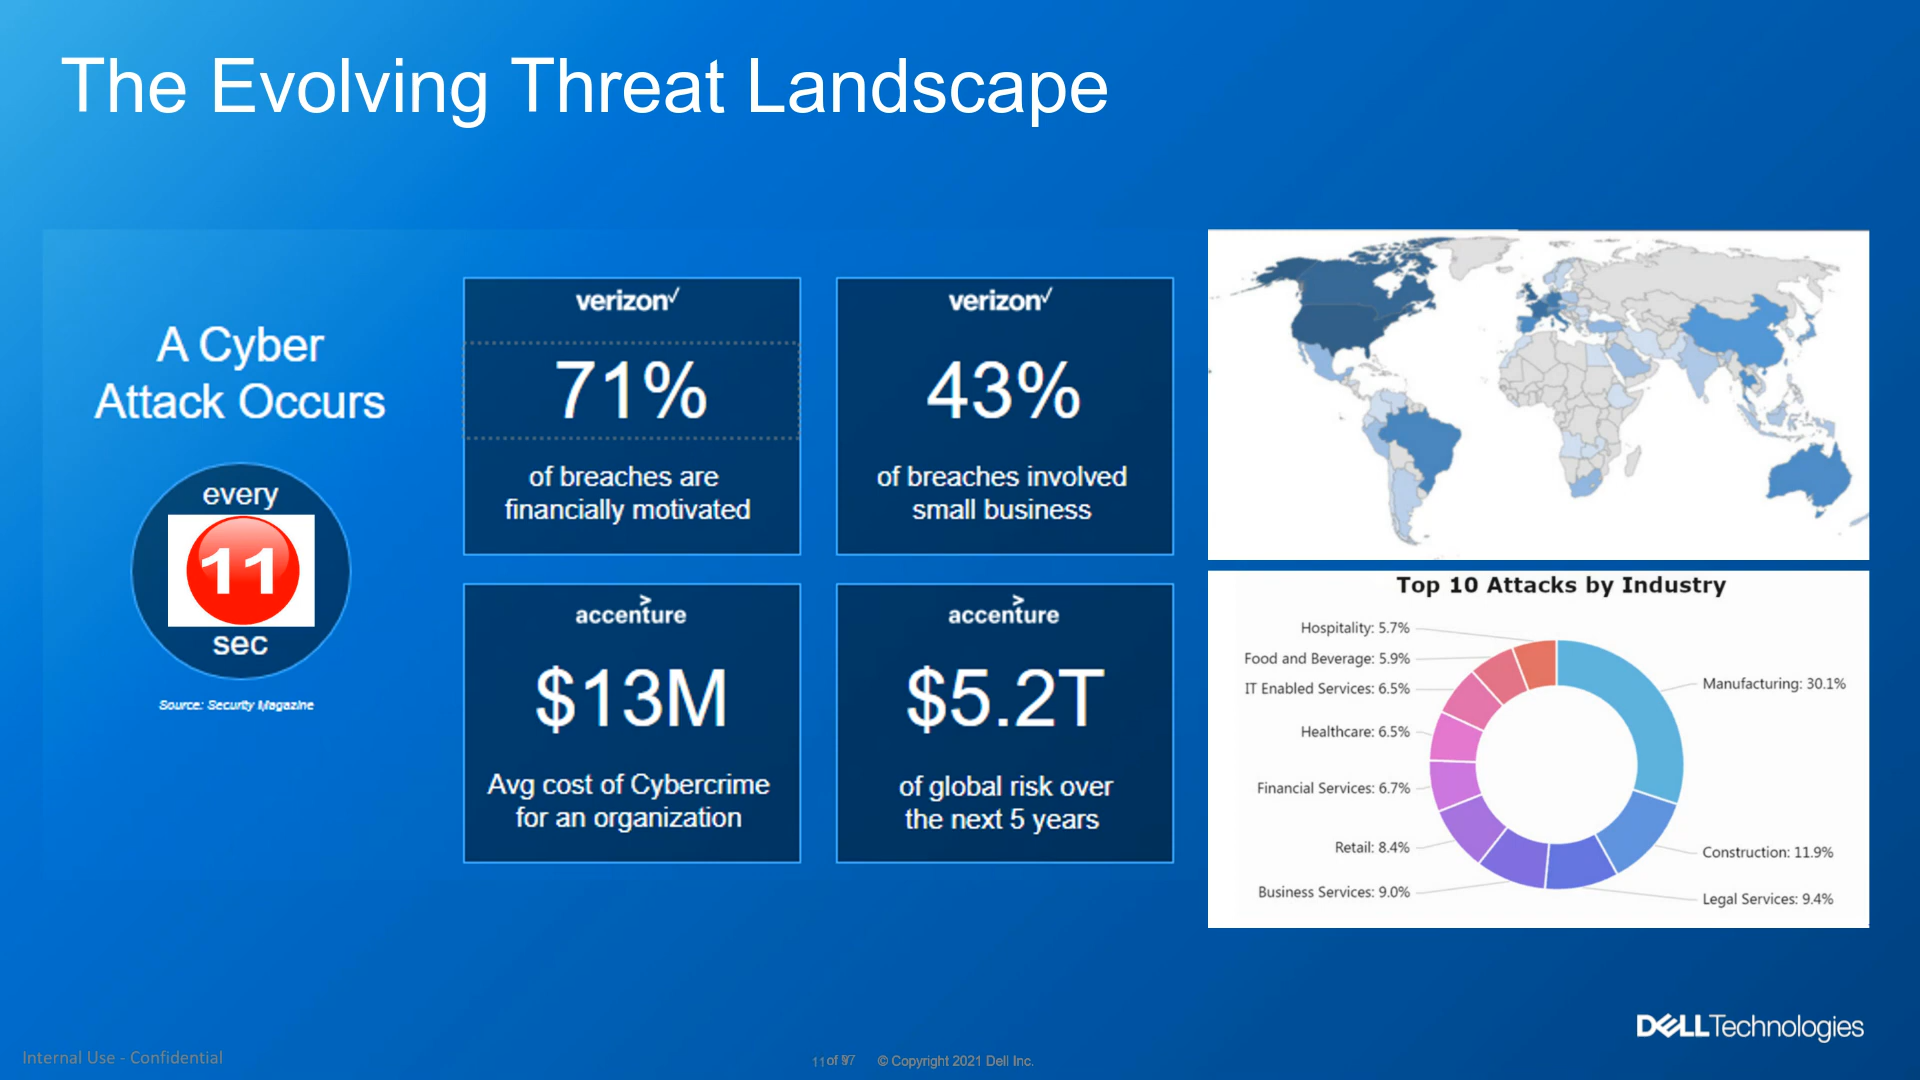 The Evolving Threat Landscape
A Cyber
Attack Occurs
every
11
sec
Source: Security Magazine
verizon✓
71%
of breaches are
financially motivated
verizon✓
43%
of breaches involved
small business
accenture
$13M
Avg cost of Cybercrime
for an organization
accenture
$5.2T
of global risk over
the next 5 years
Top 10 Attacks by Industry
Hospitality: 5.7%
Food and Beverage: 5.9%
IT Enabled Services: 6.5%
Healthcare: 6.5%
Financial Services: 6.7%
Retail: 8.4%
Business Services: 9.0%
Manufacturing: 30.1%
Construction: 11.9%
Legal Services: 9.4%
DELL Technologies
Internal Use - Confidential
11 of
© Copyright 2021 Dell Inc.